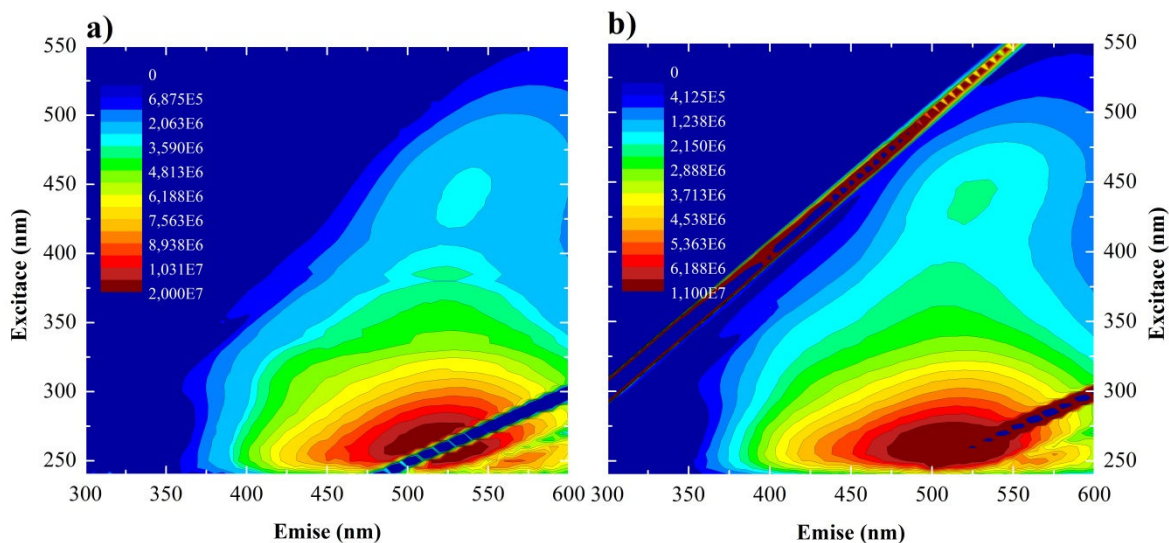 a)
550
500
450
400
350
300
250
Excitace (nm)
0
6,875E5
2,063E6
3,590E6
4,813E6
6,188E6
7,563E6
8,938E6
1,031E7
2,000E7
300 350 400 450 500 550 600
Emise (nm)
b)
0
4,125E5
1,238E6
2,150E6
2,888E6
3,713E6
4,538E6
5,363E6
6,188E6
1,100E7
300 350 400 450 500 550 600
Emise (nm)
550
500
450
400
350
300
250
Excitace (nm)